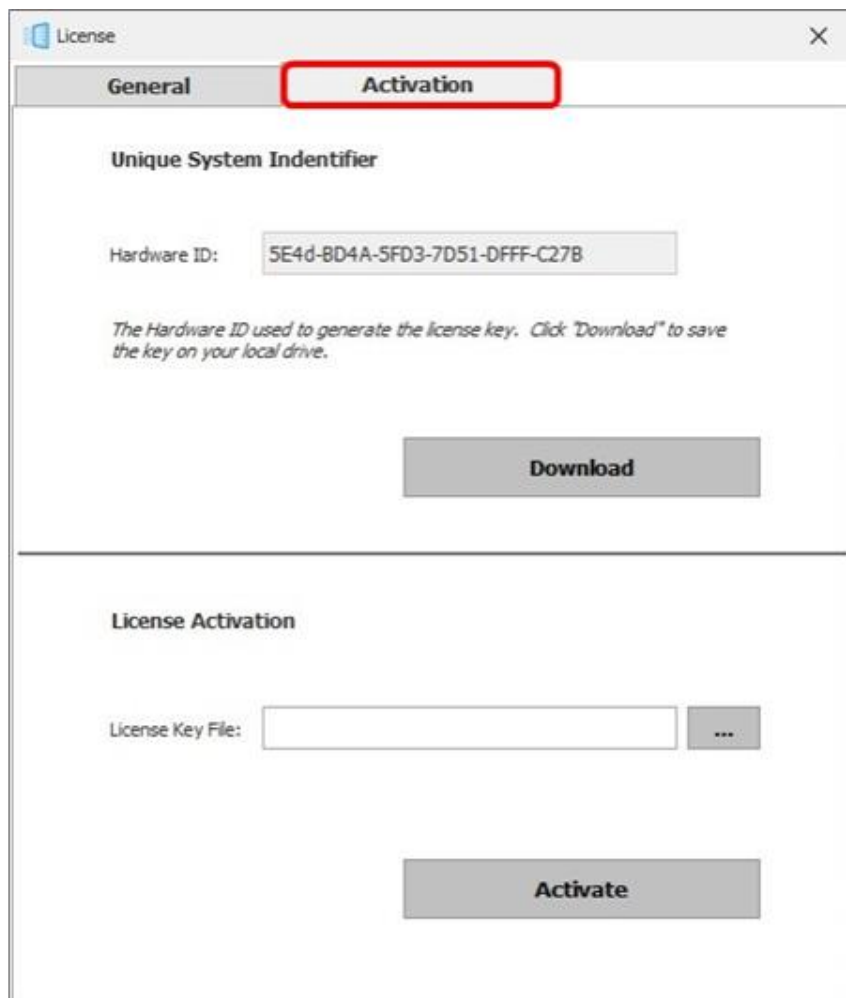 License
General
Activation
Unique System Indentifier
Hardware ID:
5E4d-BD4A-5FD3-7D51-DFFF-C27B
The Hardware ID used to generate the license key. Click "Download" to save
the key on your local drive.
Download
License Activation
License Key File:
...
Activate